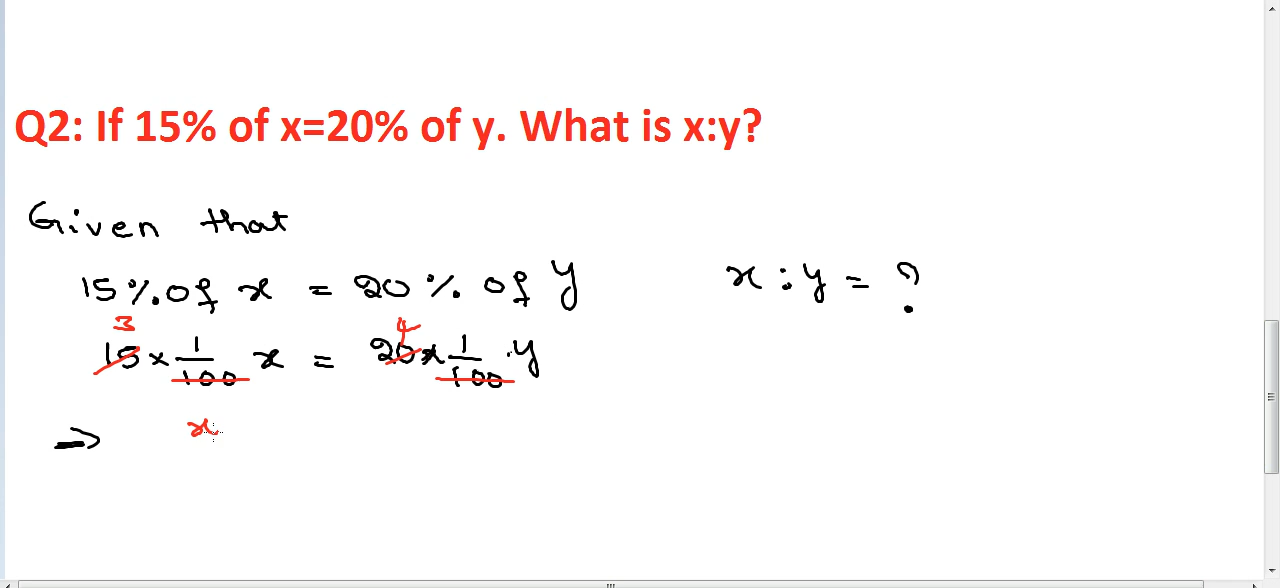 Q2: If 15% of x=20% of y. What is x:y?
Given that
15% of x = 20% of y
x : y = ?
3 4
15 x 1/100 x = 20 x 1/100 . y
⇒ x